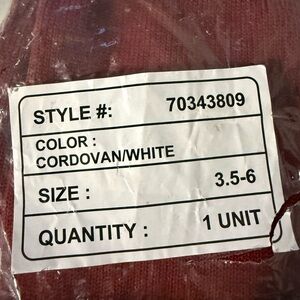 STYLE #: 70343809
COLOR :
CORDOVAN/WHITE
SIZE : 3.5-6
QUANTITY : 1 UNIT